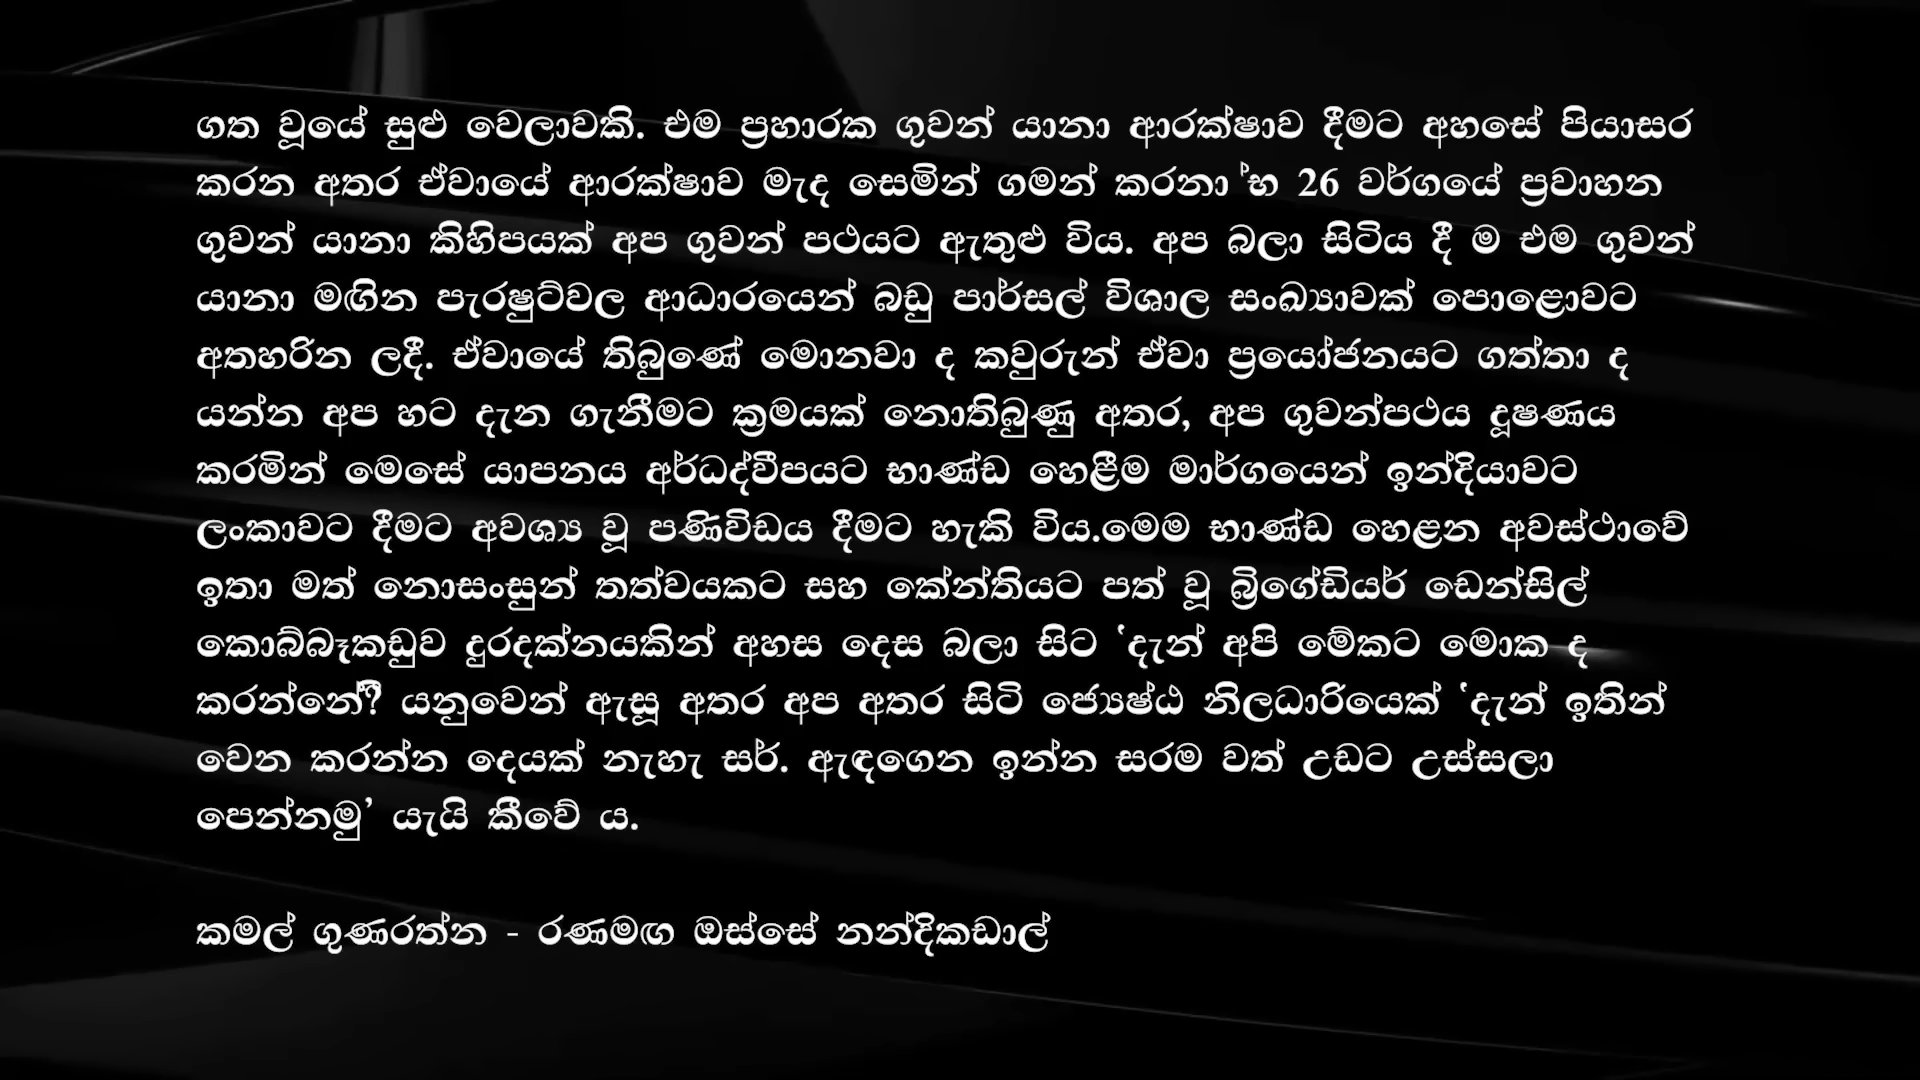 ගත වූයේ සුළු වෙලාවකි. එම ප්‍රහාරක ගුවන් යානා ආරක්ෂාව දීමට අහසේ පියාසර
කරන අතර ඒවායේ ආරක්ෂාව මැද සෙමින් ගමන් කරනා ්භ 26 වර්ගයේ ප්‍රවාහන
ගුවන් යානා කිහිපයක් අප ගුවන් පථයට ඇතුළු විය. අප බලා සිටිය දී ම එම ගුවන්
යානා මඟින පැරෂුට්වල ආධාරයෙන් බඩු පාර්සල් විශාල සංඛ්‍යාවක් පොළොවට
අතහරින ලදී. ඒවායේ තිබුණේ මොනවා ද කවුරුන් ඒවා ප්‍රයෝජනයට ගත්තා ද
යන්න අප හට දැන ගැනීමට ක්‍රමයක් නොතිබුණු අතර, අප ගුවන්පථය දූෂණය
කරමින් මෙසේ යාපනය අර්ධද්වීපයට භාණ්ඩ හෙළීම මාර්ගයෙන් ඉන්දියාවට
ලංකාවට දීමට අවශ්‍ය වූ පණිවිඩය දීමට හැකි විය.මෙම භාණ්ඩ හෙළන අවස්ථාවේ
ඉතා මත් නොසංසුන් තත්වයකට සහ කේන්තියට පත් වූ බ්‍රිගේඩියර් ඩෙන්සිල්
කොබ්බෑකඩුව දුරදක්නයකින් අහස දෙස බලා සිට ‘දැන් අපි මේකට මොක ද
කරන්නේ?’ යනුවෙන් ඇසූ අතර අප අතර සිටි ජ්‍යෙෂ්ඨ නිලධාරියෙක් ‘දැන් ඉතින්
වෙන කරන්න දෙයක් නැහැ සර්. ඇඳගෙන ඉන්න සරම වත් උඩට උස්සලා
පෙන්නමු’ යැයි කීවේ ය.
කමල් ගුණරත්න - රණමඟ ඔස්සේ නන්දිකඩාල්